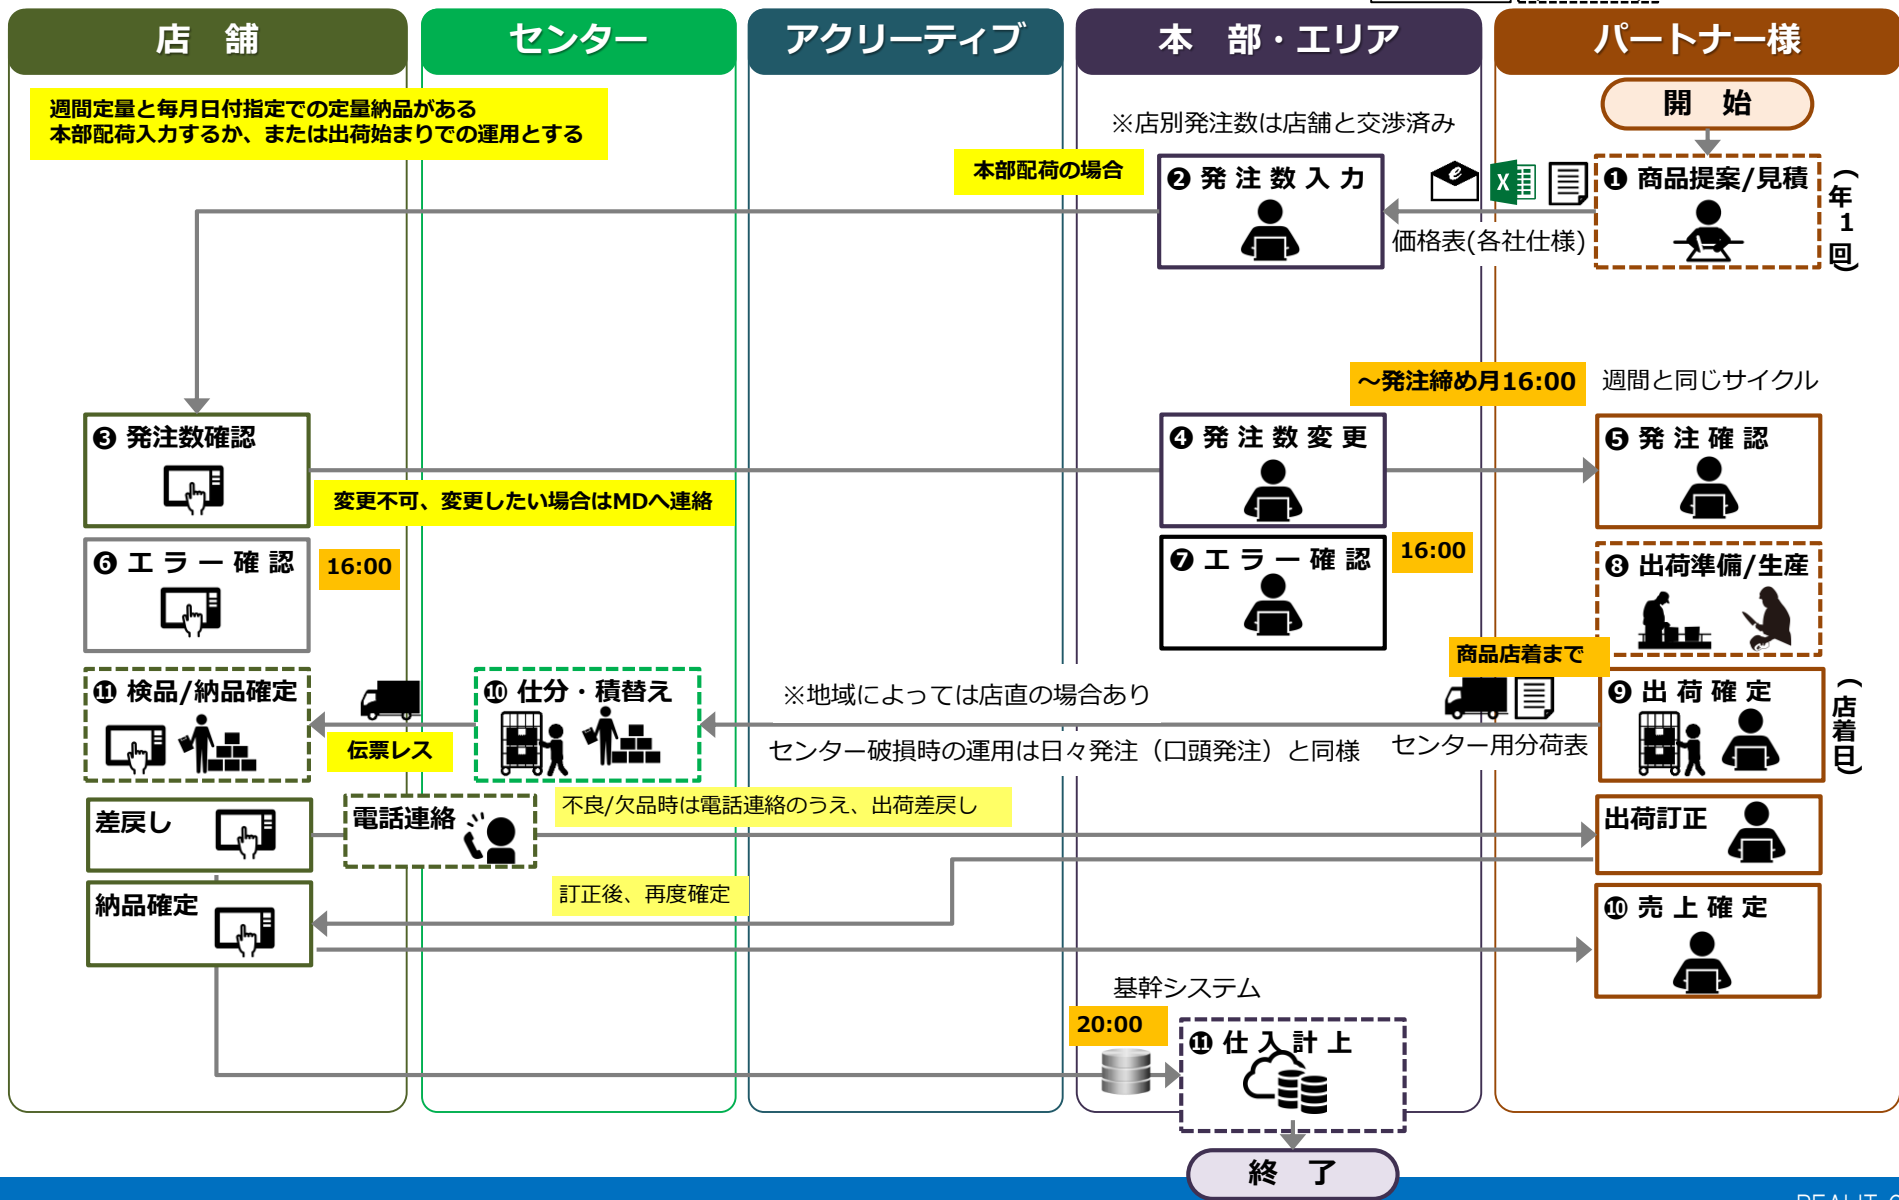 店　舗
センター
アクリーティブ
本　部・エリア
パートナー様
週間定量と毎月日付指定での定量納品がある
本部配荷入力するか、または出荷始まりでの運用とする
開　始
※店別発注数は店舗と交渉済み
本部配荷の場合
❷ 発 注 数 入 力
❶ 商品提案/見積
(年1回)
価格表(各社仕様)
～発注締め月16:00
週間と同じサイクル
❸ 発注数確認
❹ 発 注 数 変 更
❺ 発 注 確 認
変更不可、変更したい場合はMDへ連絡
❻ エ ラ ー 確 認
16:00
❼ エ ラ ー 確 認
16:00
❽ 出荷準備/生産
商品店着まで
⓫ 検品/納品確定
❿ 仕分・積替え
※地域によっては店直の場合あり
❾ 出 荷 確 定
(店着日)
伝票レス
センター破損時の運用は日々発注（口頭発注）と同様
センター用分荷表
差戻し
電話連絡
不良/欠品時は電話連絡のうえ、出荷差戻し
出荷訂正
納品確定
訂正後、再度確定
❿ 売 上 確 定
基幹システム
20:00
⓫ 仕 入 計 上
終　了